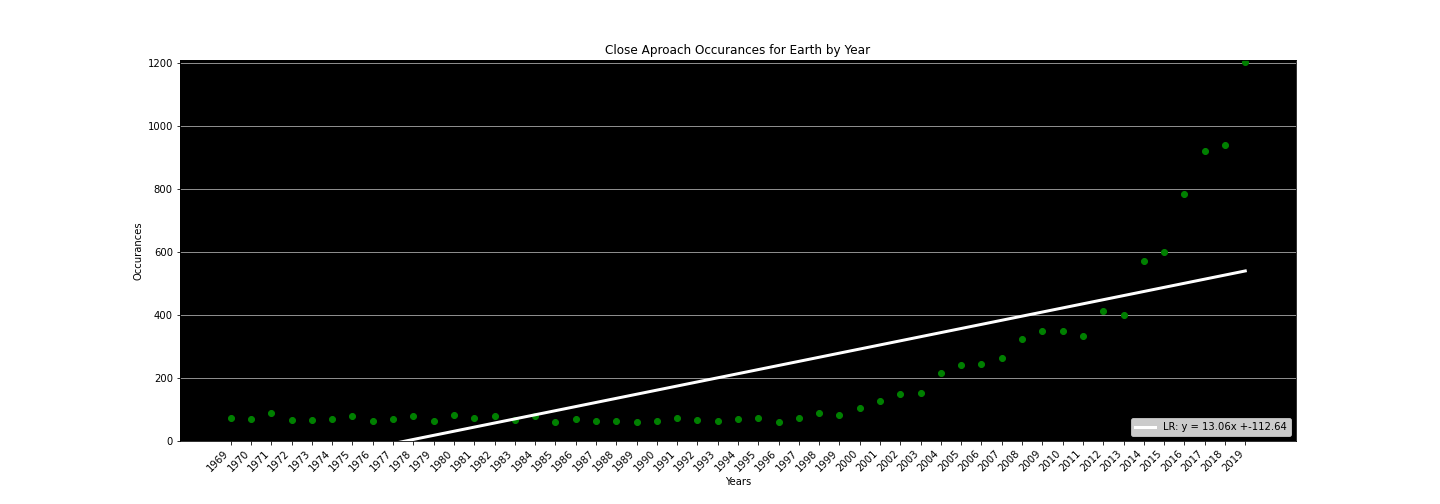 Close Aproach Occurances for Earth by Year
1200
1000
800
600
400
200
0
Occurances
LR: y = 13.06x +-112.64
1969 1970 1971 1972 1973 1974 1975 1976 1977 1978 1979 1980 1981 1982 1983 1984 1985 1986 1987 1988 1989 1990 1991 1992 1993 1994 1995 1996 1997 1998 1999 2000 2001 2002 2003 2004 2005 2006 2007 2008 2009 2010 2011 2012 2013 2014 2015 2016 2017 2018 2019
Years